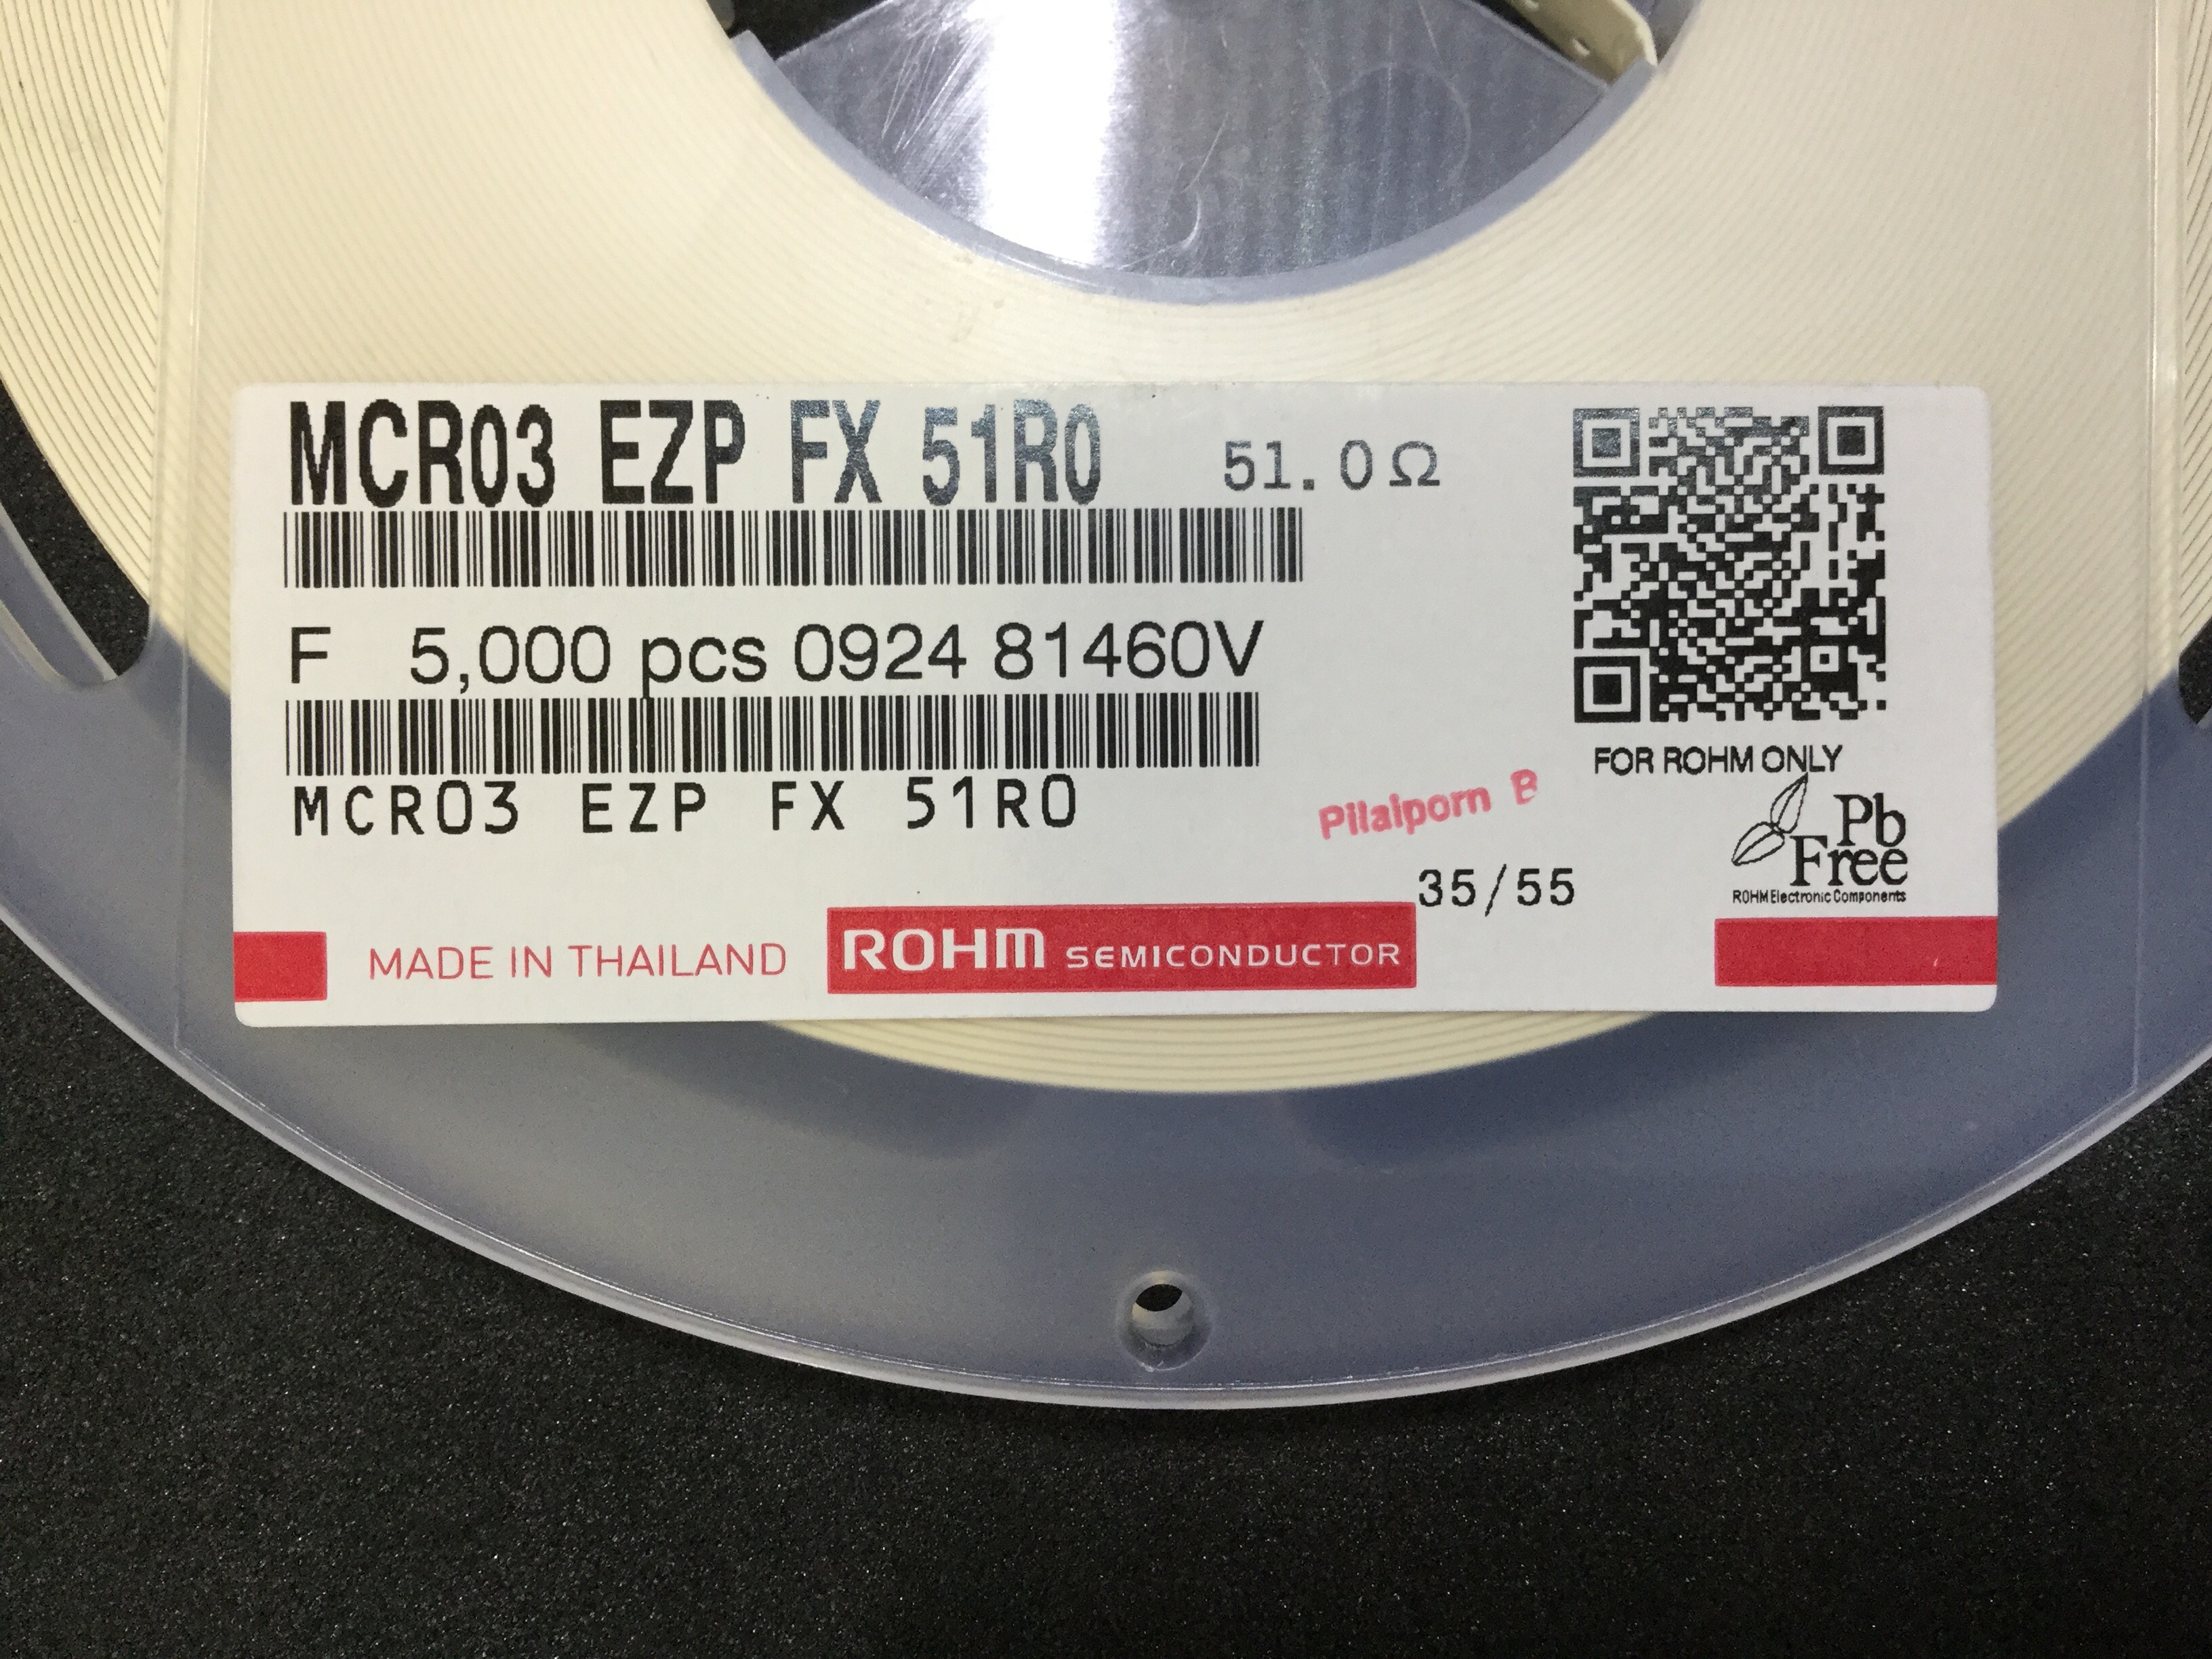 MCR03 EZP FX 51R0 51.0Ω
F 5,000 pcs 0924 81460V
MCR03 EZP FX 51R0
FOR ROHM ONLY
Pilalporn B
Pb
Free
ROHM Electronic Components
35/55
MADE IN THAILAND ROHM SEMICONDUCTOR